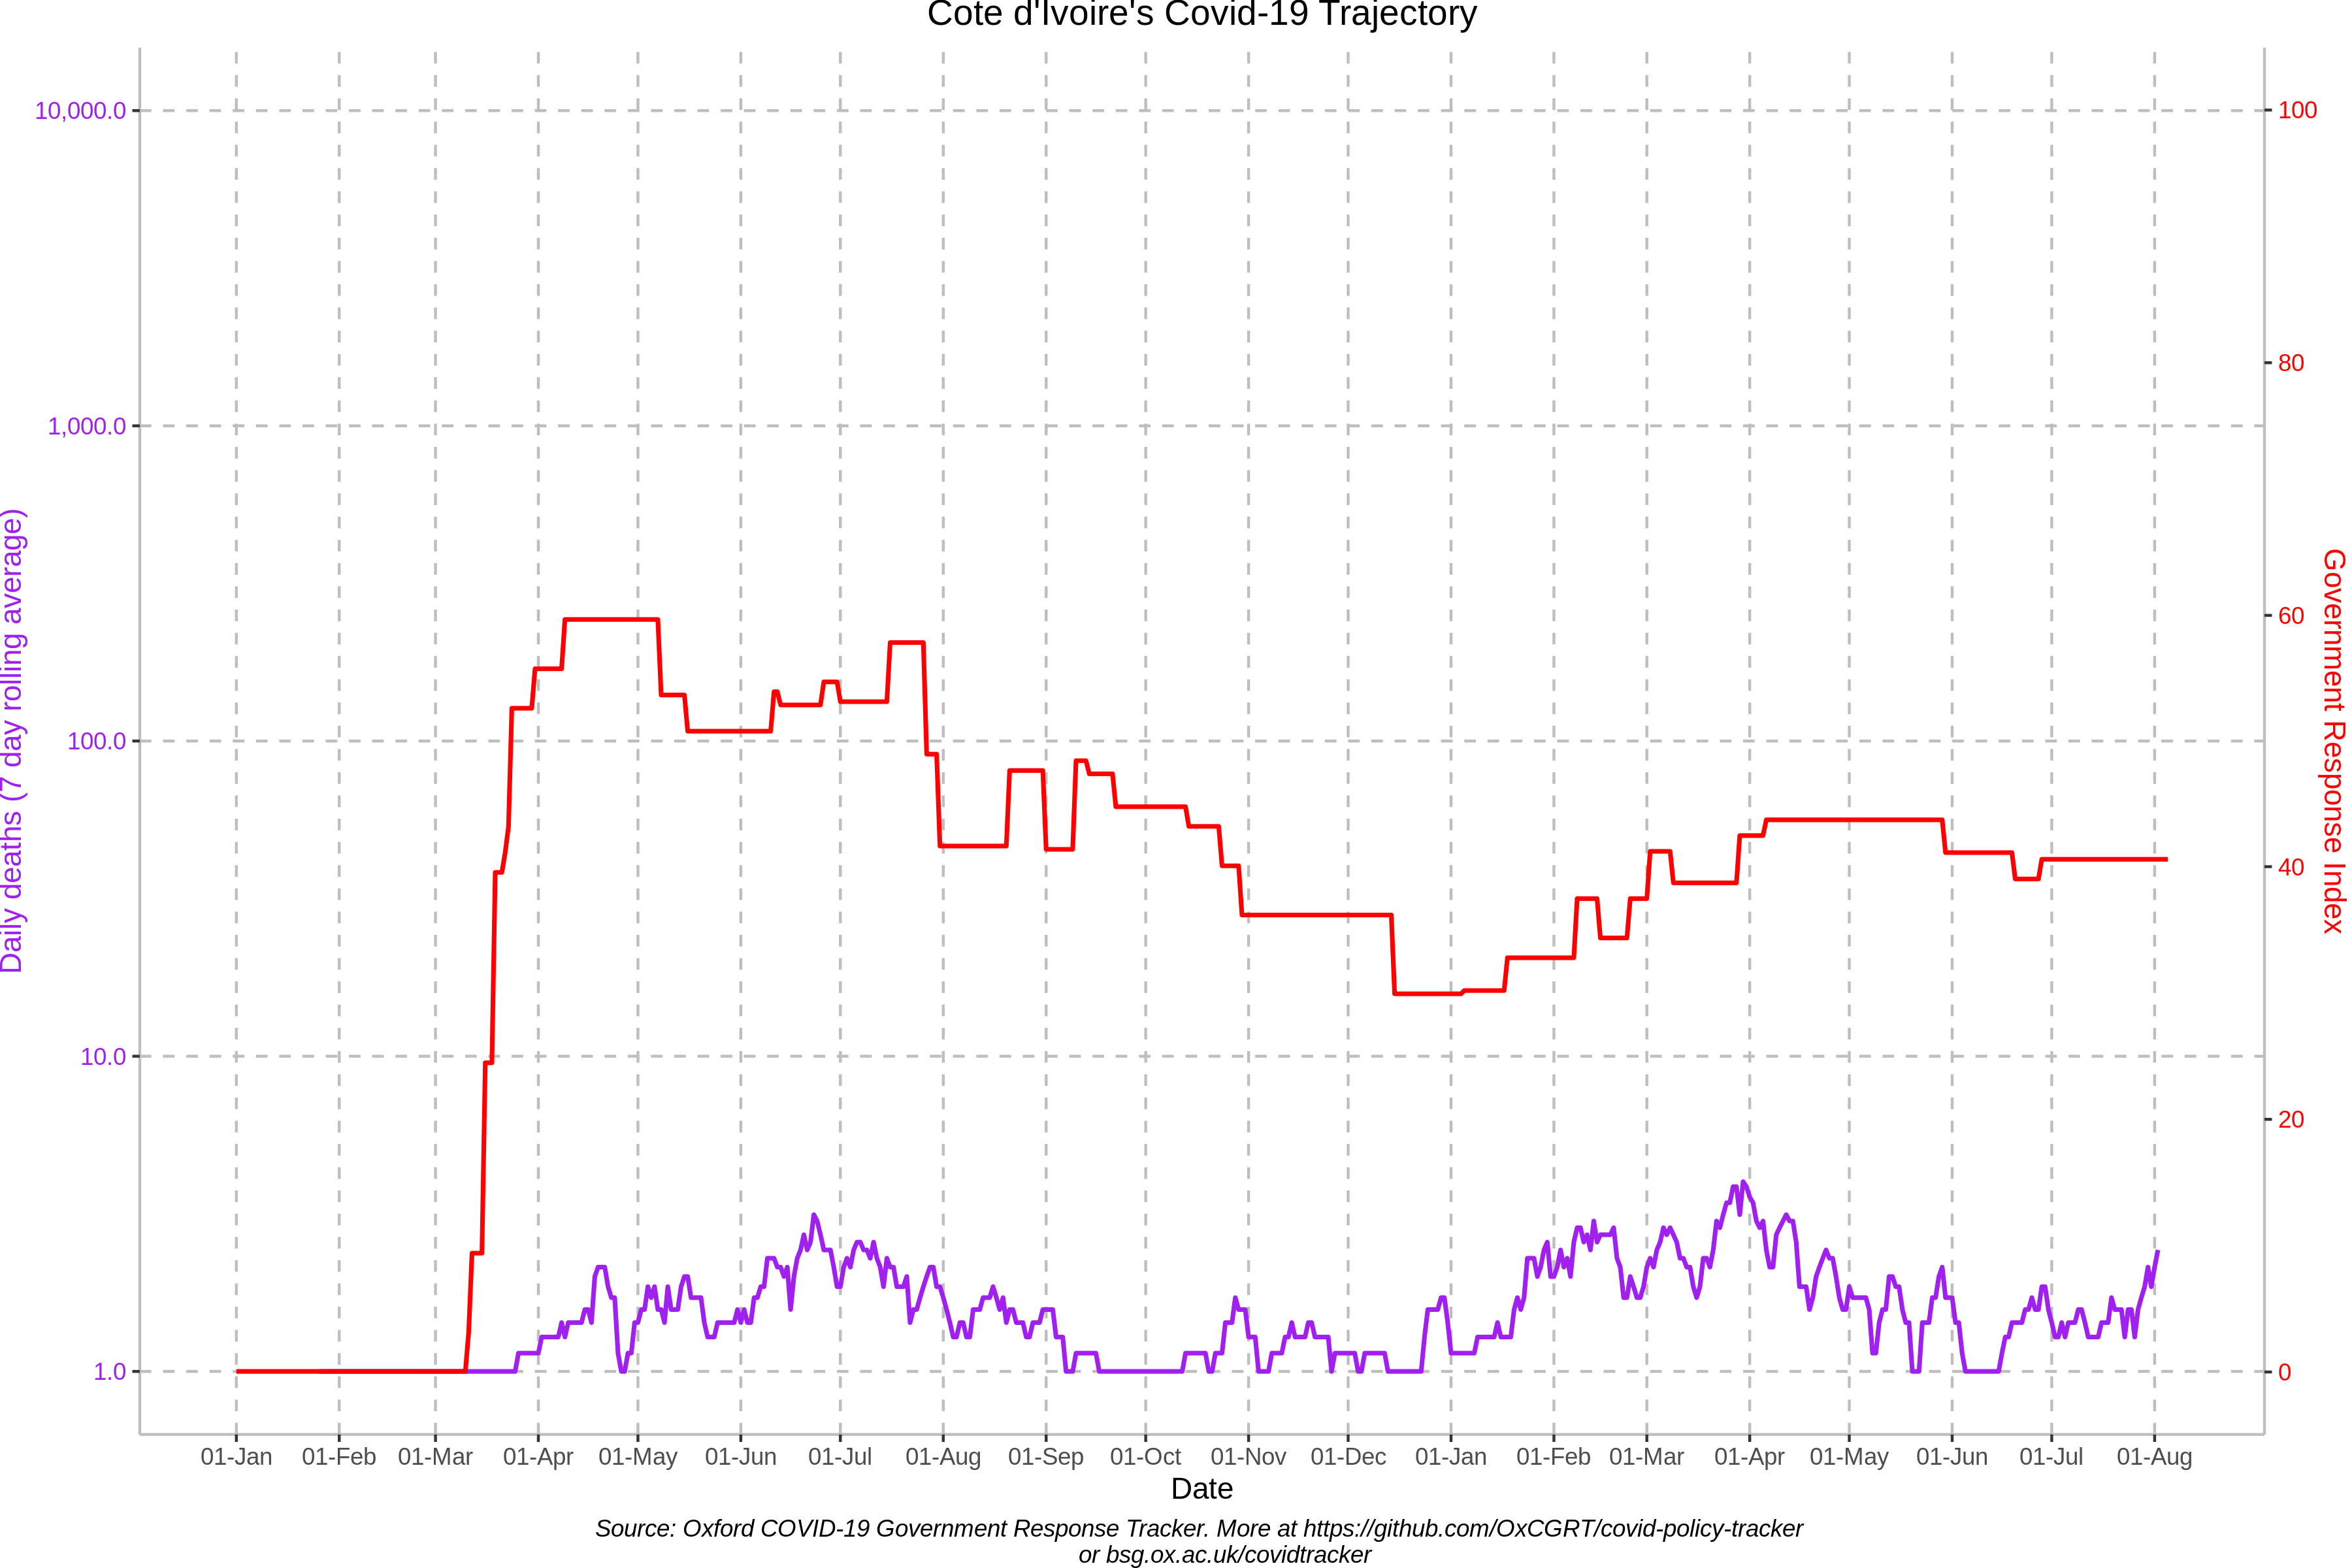 Cote d'Ivoire's Covid-19 Trajectory
10,000.0
1,000.0
100.0
10.0
1.0
Daily deaths (7 day rolling average)
100
80
60
40
20
0
Government Response Index
01-Jan 01-Feb 01-Mar 01-Apr 01-May 01-Jun 01-Jul 01-Aug 01-Sep 01-Oct 01-Nov 01-Dec 01-Jan 01-Feb 01-Mar 01-Apr 01-May 01-Jun 01-Jul 01-Aug
Date
Source: Oxford COVID-19 Government Response Tracker. More at https://github.com/OxCGRT/covid-policy-tracker
or bsg.ox.ac.uk/covidtracker